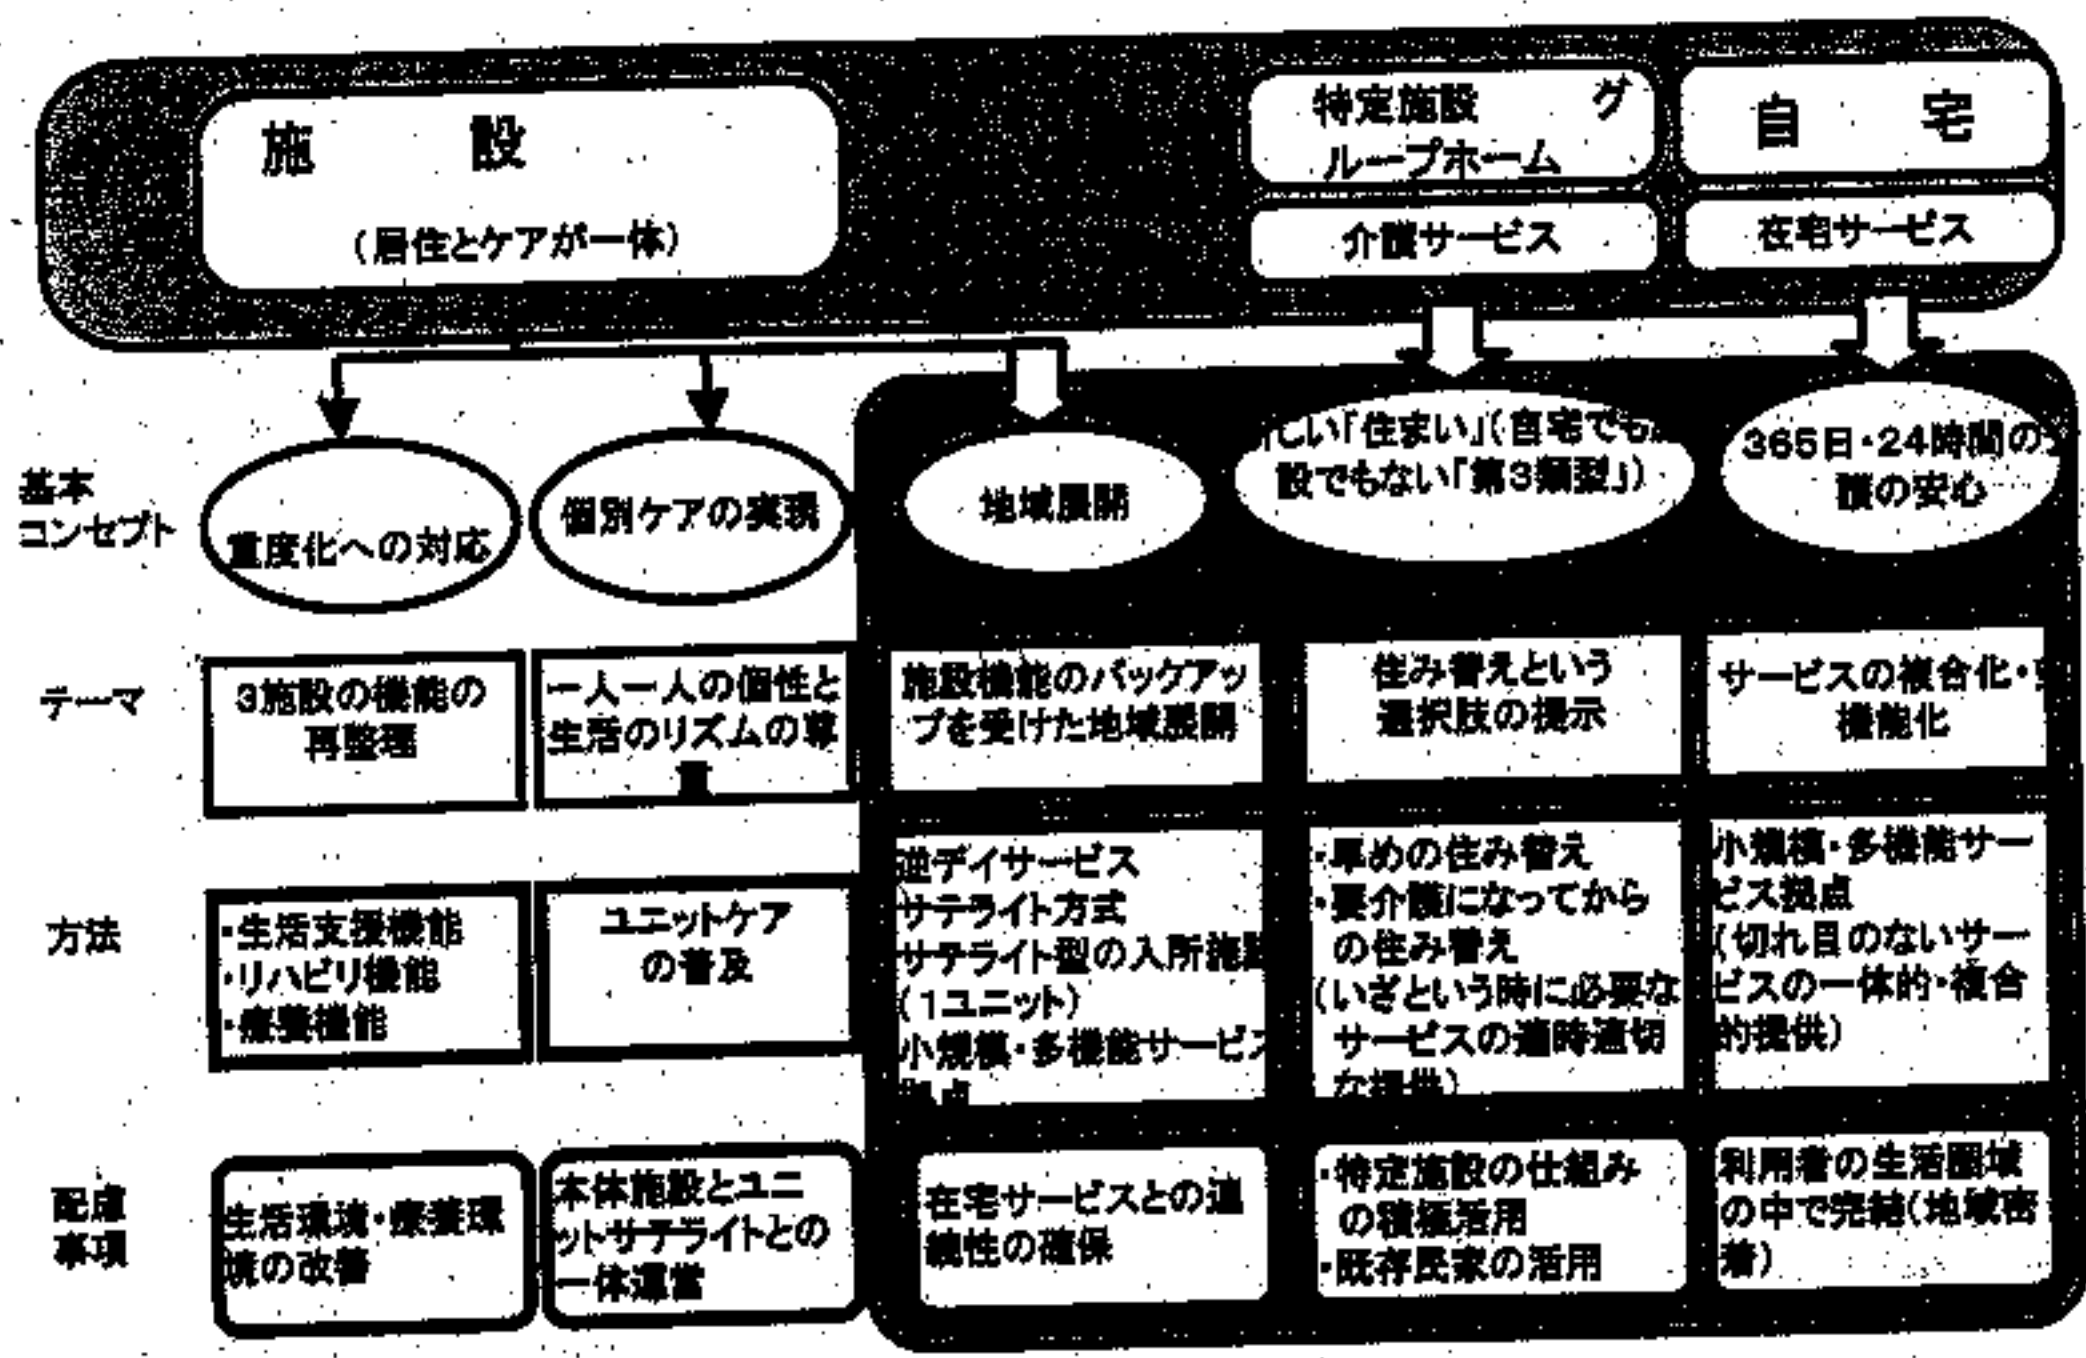 施 設
(居住とケアが一体)
特定施設 グ
ループホーム
介護サービス
自 宅
在宅サービス
基本
コンセプト
重度化への対応
個別ケアの実現
地域展開
しい「住まい」(自宅でも
設でもない「第3類型」)
365日・24時間の
護の安心
テーマ
3施設の機能の
再整理
一人一人の個性と
生活のリズムの尊
重
施設機能のバックアッ
プを受けた地域展開
住み替えという
選択肢の提示
サービスの複合化・
機能化
方法
・生活支援機能
・リハビリ機能
・療養機能
ユニットケア
の普及
逆デイサービス
サテライト方式
サテライト型の入所施設
(1ユニット)
小規模・多機能サービス
拠点
・早めの住み替え
・要介護になってから
の住み替え
(いざという時に必要な
サービスの適時適切
な提供)
小規模・多機能サー
ビス拠点
(切れ目のないサー
ビスの一体的・複合
的提供)
配慮
事項
生活環境・療養環
境の改善
本体施設とユニ
ットサテライトとの
一体運営
在宅サービスとの連
続性の確保
・特定施設の仕組み
の積極活用
・既存民家の活用
利用者の生活圏域
の中で完結(地域密
着)